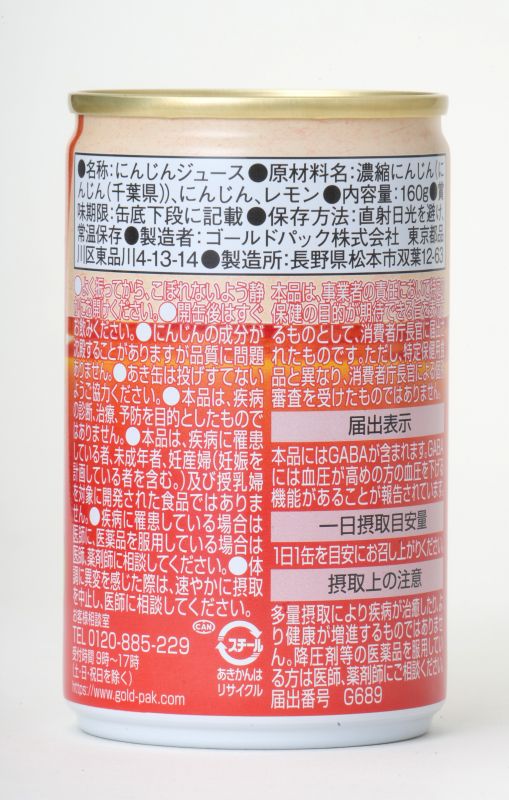 ●名称：にんじんジュース●原材料名：濃縮にんじん（に
んじん（千葉県））、にんじん、レモン●内容量：160g●賞
味期限：缶底下段に記載●保存方法：直射日光を避け、
常温保存●製造者：ゴールドパック株式会社 東京都品
川区東品川4-13-14●製造所：長野県松本市双葉12-63
●よく振ってから、こぼれないよう静
かに開けください。●開缶後はすぐ
お飲みください。●にんじんの成分が
沈殿することがありますが品質に問題
ありません。●あき缶は投げすてない
ようご協力ください。●本品は、疾病
の診断、治療、予防を目的としたもので
はありません。●本品は、疾病に罹患
している者、未成年者、妊産婦（妊娠を
計画している者を含む。）及び授乳婦
を対象に開発された食品ではありま
せん。●疾病に罹患している場合は
医師に、医薬品を服用している場合は
医師、薬剤師に相談してください。●体
調に異変を感じた際は、速やかに摂取
を中止し、医師に相談してください。
お客様相談室
TEL 0120-885-229
受付時間 9時～17時
（土・日・祝日を除く）
https://www.gold-pak.com/
CAN
スチール
あきかんは
リサイクル
本品は、事業者の責任において特定の
保健の目的が期待できる旨を表示す
るものとして、消費者庁長官に届出さ
れたものです。ただし、特定保健用食
品と異なり、消費者庁長官による個別
審査を受けたものではありません。
届出表示
本品にはGABAが含まれます。GABA
には血圧が高めの方の血圧を下げる
機能があることが報告されています。
一日摂取目安量
1日1缶を目安にお召し上がりください。
摂取上の注意
多量摂取により疾病が治癒したり、よ
り健康が増進するものではありませ
ん。降圧剤等の医薬品を服用してい
る方は医師、薬剤師にご相談ください。
届出番号 G689